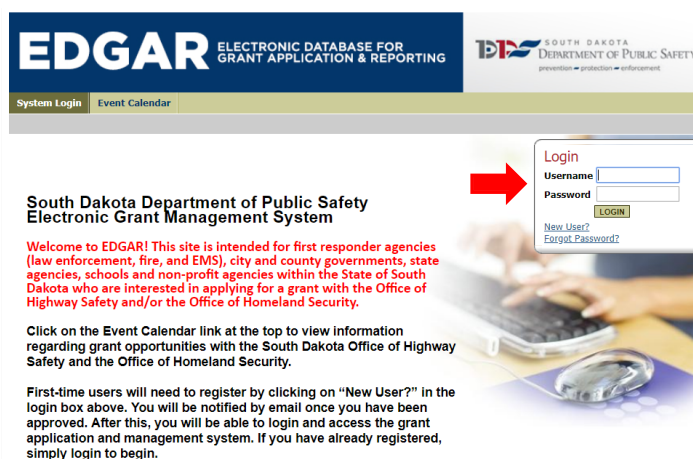 EDGAR
ELECTRONIC DATABASE FOR
GRANT APPLICATION & REPORTING
SOUTH DAKOTA
DEPARTMENT OF PUBLIC SAFETY
prevention protection enforcement
System Login Event Calendar
Login
Username
Password
LOGIN
New User?
Forgot Password?
South Dakota Department of Public Safety
Electronic Grant Management System
Welcome to EDGAR! This site is intended for first responder agencies
(law enforcement, fire, and EMS), city and county governments, state
agencies, schools and non-profit agencies within the State of South
Dakota who are interested in applying for a grant with the Office of
Highway Safety and/or the Office of Homeland Security.
Click on the Event Calendar link at the top to view information
regarding grant opportunities with the South Dakota Office of Highway
Safety and the Office of Homeland Security.
First-time users will need to register by clicking on “New User?” in the
login box above. You will be notified by email once you have been
approved. After this, you will be able to login and access the grant
application and management system. If you have already registered,
simply login to begin.